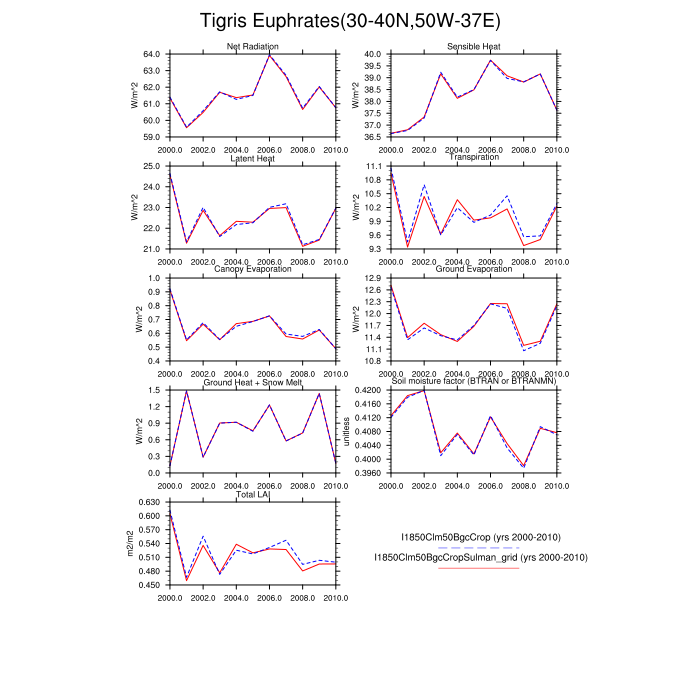 Tigris Euphrates(30-40N,50W-37E)
Net Radiation
Sensible Heat
64.0
63.0
62.0
61.0
60.0
59.0
W/m^2
2000.0 2002.0 2004.0 2006.0 2008.0 2010.0
40.0
39.5
39.0
38.5
38.0
37.5
37.0
36.5
W/m^2
2000.0 2002.0 2004.0 2006.0 2008.0 2010.0
Latent Heat
Transpiration
25.0
24.0
23.0
22.0
21.0
W/m^2
2000.0 2002.0 2004.0 2006.0 2008.0 2010.0
11.1
10.8
10.5
10.2
9.9
9.6
9.3
W/m^2
2000.0 2002.0 2004.0 2006.0 2008.0 2010.0
Canopy Evaporation
Ground Evaporation
1.0
0.9
0.8
0.7
0.6
0.5
0.4
W/m^2
2000.0 2002.0 2004.0 2006.0 2008.0 2010.0
12.9
12.6
12.3
12.0
11.7
11.4
11.1
10.8
W/m^2
2000.0 2002.0 2004.0 2006.0 2008.0 2010.0
Ground Heat + Snow Melt
Soil moisture factor (BTRAN or BTRANMN)
1.5
1.2
0.9
0.6
0.3
0.0
W/m^2
2000.0 2002.0 2004.0 2006.0 2008.0 2010.0
0.4200
0.4160
0.4120
0.4080
0.4040
0.4000
0.3960
unitless
2000.0 2002.0 2004.0 2006.0 2008.0 2010.0
Total LAI
0.630
0.600
0.570
0.540
0.510
0.480
0.450
m2/m2
2000.0 2002.0 2004.0 2006.0 2008.0 2010.0
I1850Clm50BgcCrop (yrs 2000-2010)
I1850Clm50BgcCropSulman_grid (yrs 2000-2010)